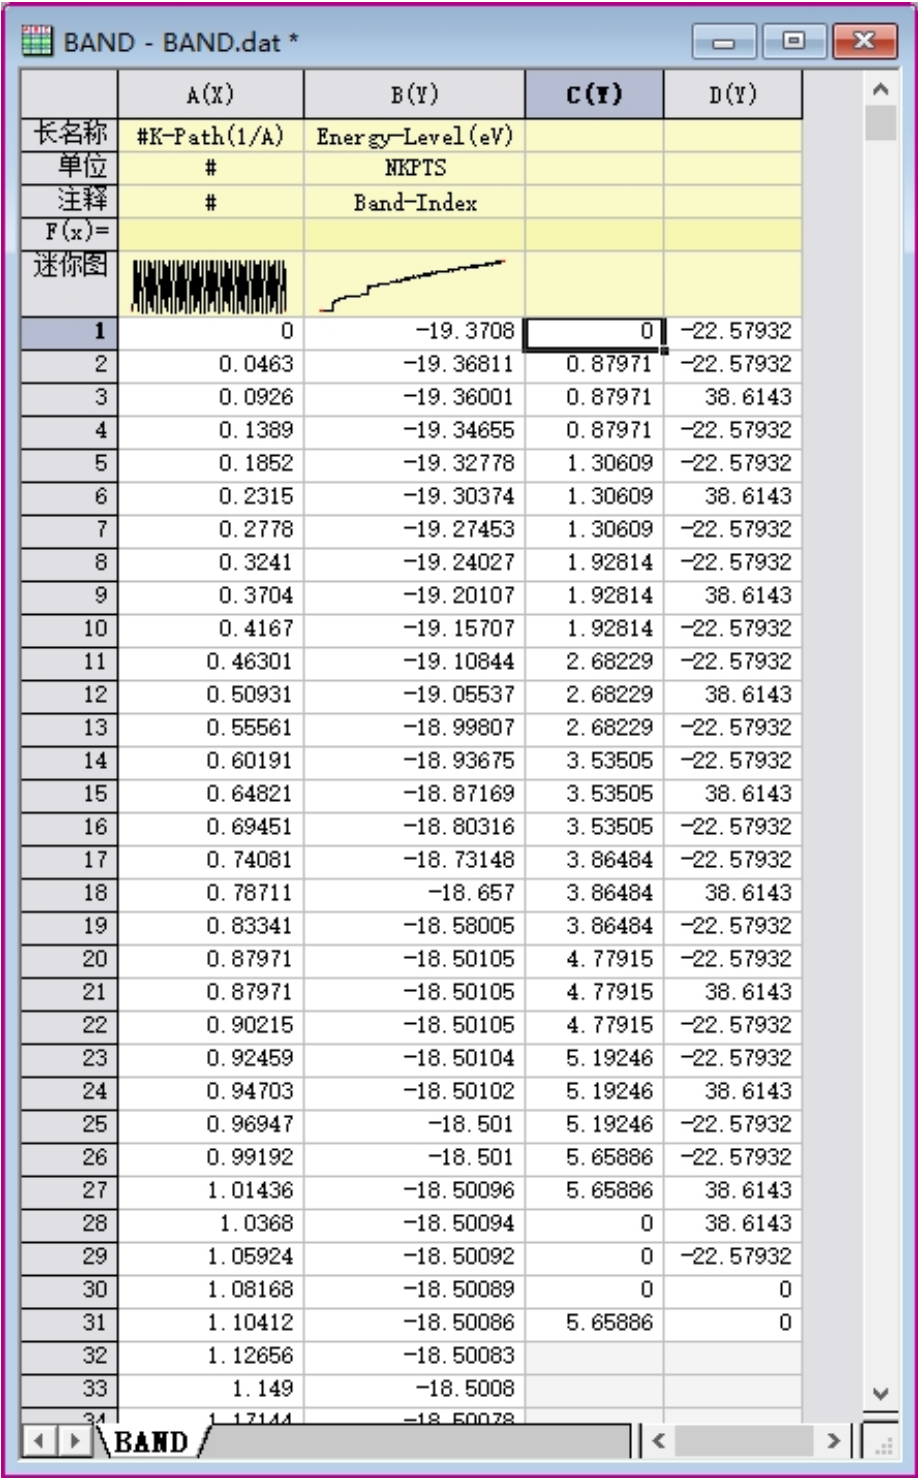 BAND - BAND.dat *
A(X) B(Y) C(Y) D(Y)
长名称 #K-Path(1/A) Energy-Level(eV)
单位 # NKPTS
注释 # Band-Index
F(x)=
迷你图
1 0 -19.3708 0 -22.57932
2 0.0463 -19.36811 0.87971 -22.57932
3 0.0926 -19.36001 0.87971 38.6143
4 0.1389 -19.34655 0.87971 -22.57932
5 0.1852 -19.32778 1.30609 -22.57932
6 0.2315 -19.30374 1.30609 38.6143
7 0.2778 -19.27453 1.30609 -22.57932
8 0.3241 -19.24027 1.92814 -22.57932
9 0.3704 -19.20107 1.92814 38.6143
10 0.4167 -19.15707 1.92814 -22.57932
11 0.46301 -19.10844 2.68229 -22.57932
12 0.50931 -19.05537 2.68229 38.6143
13 0.55561 -18.99807 2.68229 -22.57932
14 0.60191 -18.93675 3.53505 -22.57932
15 0.64821 -18.87169 3.53505 38.6143
16 0.69451 -18.80316 3.53505 -22.57932
17 0.74081 -18.73148 3.86484 -22.57932
18 0.78711 -18.657 3.86484 38.6143
19 0.83341 -18.58005 3.86484 -22.57932
20 0.87971 -18.50105 4.77915 -22.57932
21 0.87971 -18.50105 4.77915 38.6143
22 0.90215 -18.50105 4.77915 -22.57932
23 0.92459 -18.50104 5.19246 -22.57932
24 0.94703 -18.50102 5.19246 38.6143
25 0.96947 -18.501 5.19246 -22.57932
26 0.99192 -18.501 5.65886 -22.57932
27 1.01436 -18.50096 5.65886 38.6143
28 1.0368 -18.50094 0 38.6143
29 1.05924 -18.50092 0 -22.57932
30 1.08168 -18.50089 0 0
31 1.10412 -18.50086 5.65886 0
32 1.12656 -18.50083
33 1.149 -18.5008
34 1.17144 -18.50078
BAND